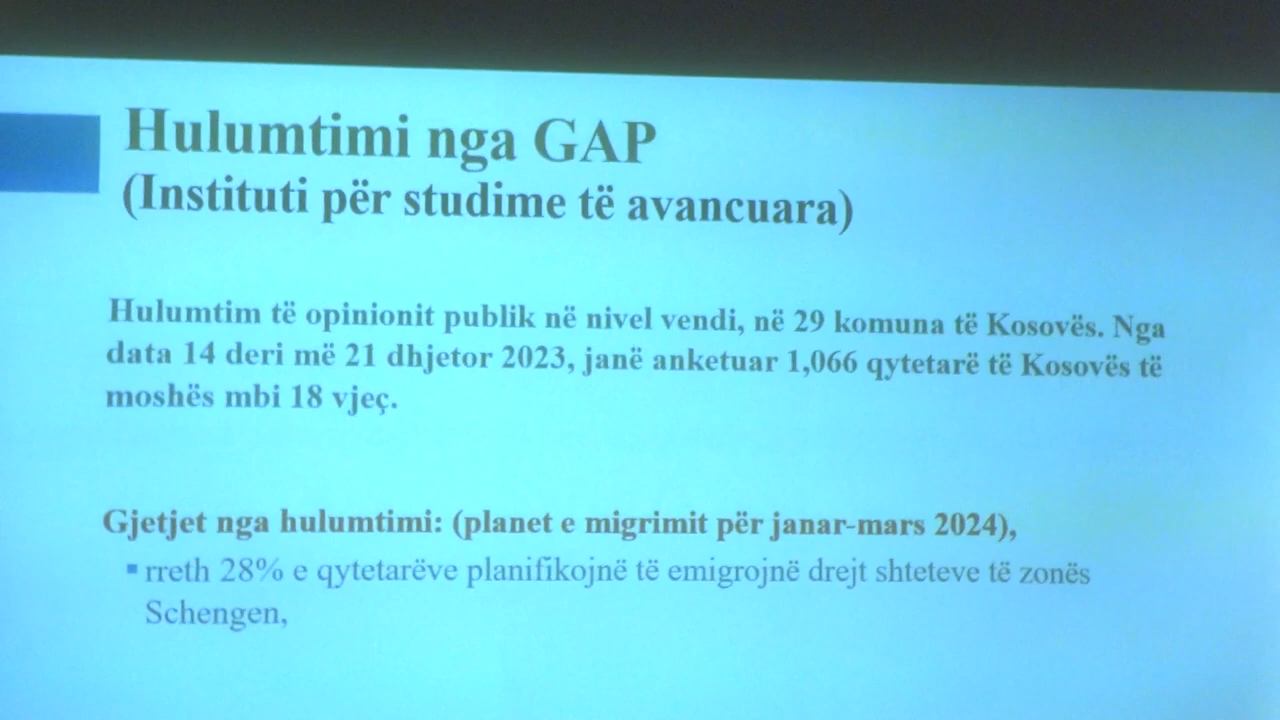 Hulumtimi nga GAP
(Instituti për studime të avancuara)
Hulumtim të opinionit publik në nivel vendi, në 29 komuna të Kosovës. Nga
data 14 deri më 21 dhjetor 2023, janë anketuar 1,066 qytetarë të Kosovës të
moshës mbi 18 vjeç.
Gjetjet nga hulumtimi: (planet e migrimit për janar-mars 2024),
▪ rreth 28% e qytetarëve planifikojnë të emigrojnë drejt shteteve të zonës
Schengen,